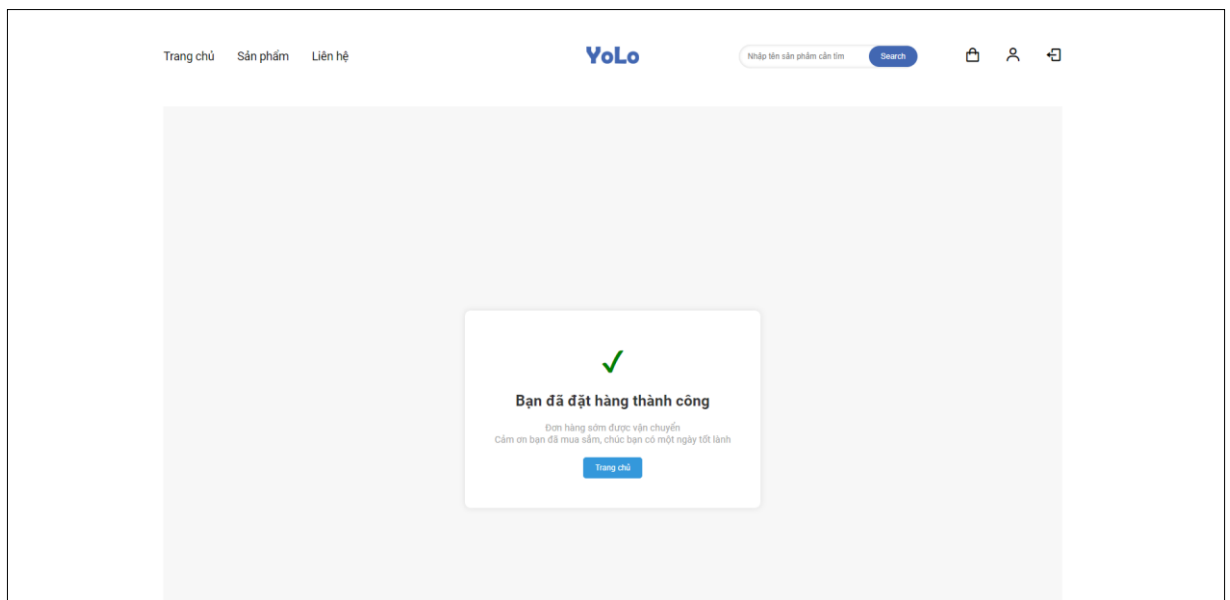 Trang chủ Sản phẩm Liên hệ YoLo Nhập tên sản phẩm cần tìm Search
Bạn đã đặt hàng thành công
Đơn hàng sớm được vận chuyển
Cảm ơn bạn đã mua sắm, chúc bạn có một ngày tốt lành
Trang chủ